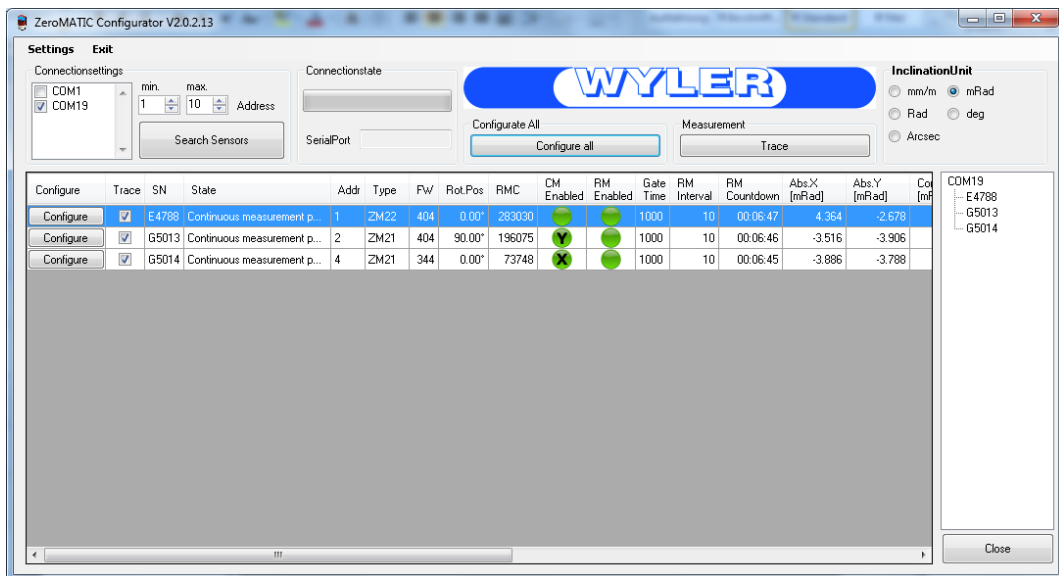 ZeroMATIC Configurator V2.0.2.13
Settings Exit
Connectionsettings
COM1
COM19
min. max.
1 10 Address
Search Sensors
Connectionstate
SerialPort
WYLER
Configurate All
Configure all
Measurement
Trace
InclinationUnit
mm/m mRad
Rad deg
Arcsec
Configure Trace SN State Addr Type FW Rot.Pos RMC CM Enabled RM Enabled Gate Time RM Interval RM Countdown Abs.X [mRad] Abs.Y [mRad]
Configure E4788 Continuous measurement p... 1 ZM22 404 0.00° 283030 1000 10 00:06:47 4.364 -2.678
Configure G5013 Continuous measurement p... 2 ZM21 404 90.00° 196075 Y 1000 10 00:06:46 -3.516 -3.906
Configure G5014 Continuous measurement p... 4 ZM21 344 0.00° 73748 X 1000 10 00:06:45 -3.886 -3.788
COM19
E4788
G5013
G5014
Close